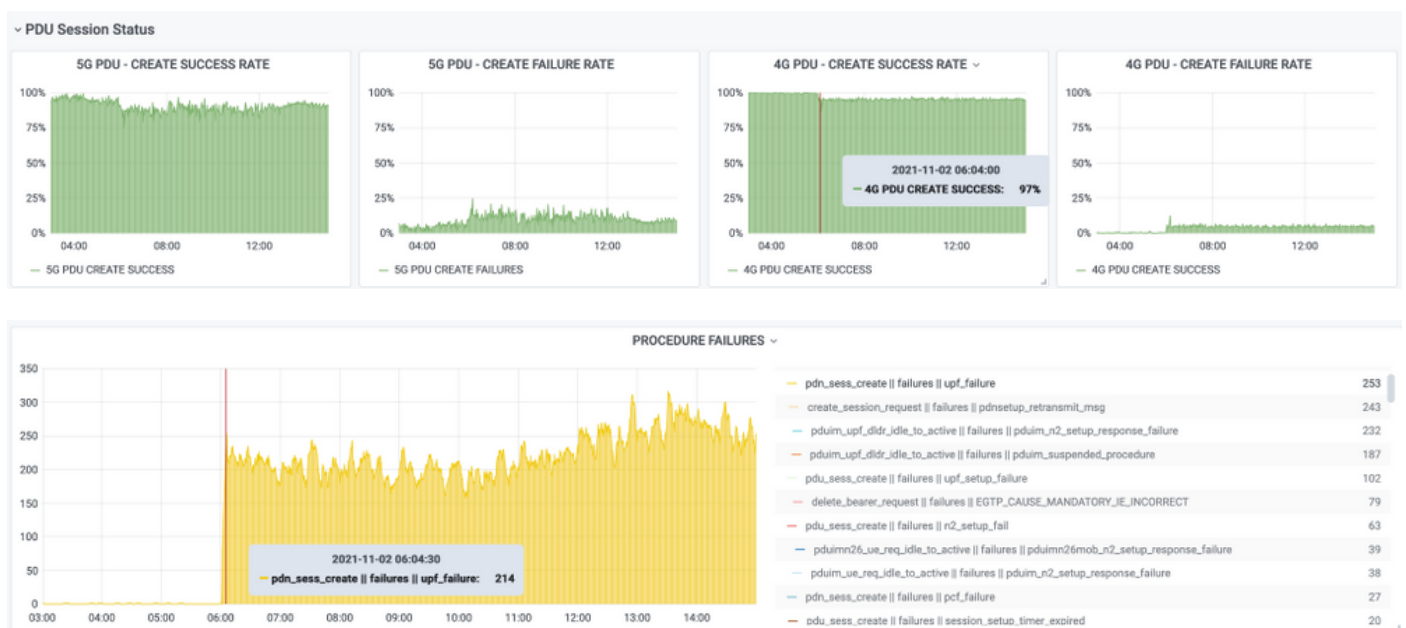 PDU Session Status
5G PDU - CREATE SUCCESS RATE
100%
75%
50%
25%
0%
04:00 08:00 12:00
5G PDU CREATE SUCCESS
5G PDU - CREATE FAILURE RATE
100%
75%
50%
25%
0%
04:00 08:00 12:00
5G PDU CREATE FAILURES
4G PDU - CREATE SUCCESS RATE
100%
75%
50%
25%
0%
2021-11-02 06:04:00
4G PDU CREATE SUCCESS: 97%
04:00 08:00 12:00
4G PDU CREATE SUCCESS
4G PDU - CREATE FAILURE RATE
100%
75%
50%
25%
0%
04:00 08:00 12:00
4G PDU CREATE SUCCESS
PROCEDURE FAILURES
350
300
250
200
150
100
50
0
2021-11-02 06:04:30
pdn_sess_create || failures || upf_failure: 214
03:00 04:00 05:00 06:00 07:00 08:00 09:00 10:00 11:00 12:00 13:00 14:00
pdn_sess_create || failures || upf_failure 253
create_session_request || failures || pdnsetup_retransmit_msg 243
pduim_upf_dldr_idle_to_active || failures || pduim_n2_setup_response_failure 232
pduim_upf_dldr_idle_to_active || failures || pduim_suspended_procedure 187
pdu_sess_create || failures || upf_setup_failure 102
delete_bearer_request || failures || EGTP_CAUSE_MANDATORY_IE_INCORRECT 79
pdu_sess_create || failures || n2_setup_fail 63
pduimn26_ue_req_idle_to_active || failures || pduimn26mob_n2_setup_response_failure 39
pduim_ue_req_idle_to_active || failures || pduim_n2_setup_response_failure 38
pdn_sess_create || failures || pcf_failure 27
pdu_sess_create || failures || session_setup_timer_expired 20